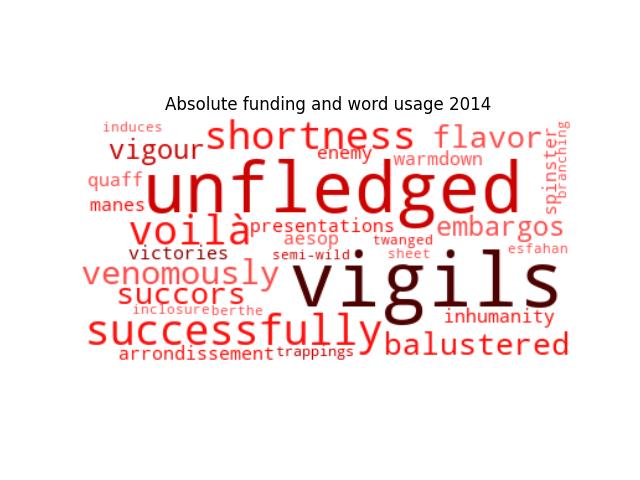 Absolute funding and word usage 2014
induces
shortness
flavor
spinster
branching
vigour
enemy
warmdown
quaff
unfledged
manes
voilà
presentations
embargos
aesop
twanged
victories
semi-wild
sheet
esfahan
venomously
vigils
succors
inclosure
berthe
inhumanity
successfully
balustered
arrondissement
trappings